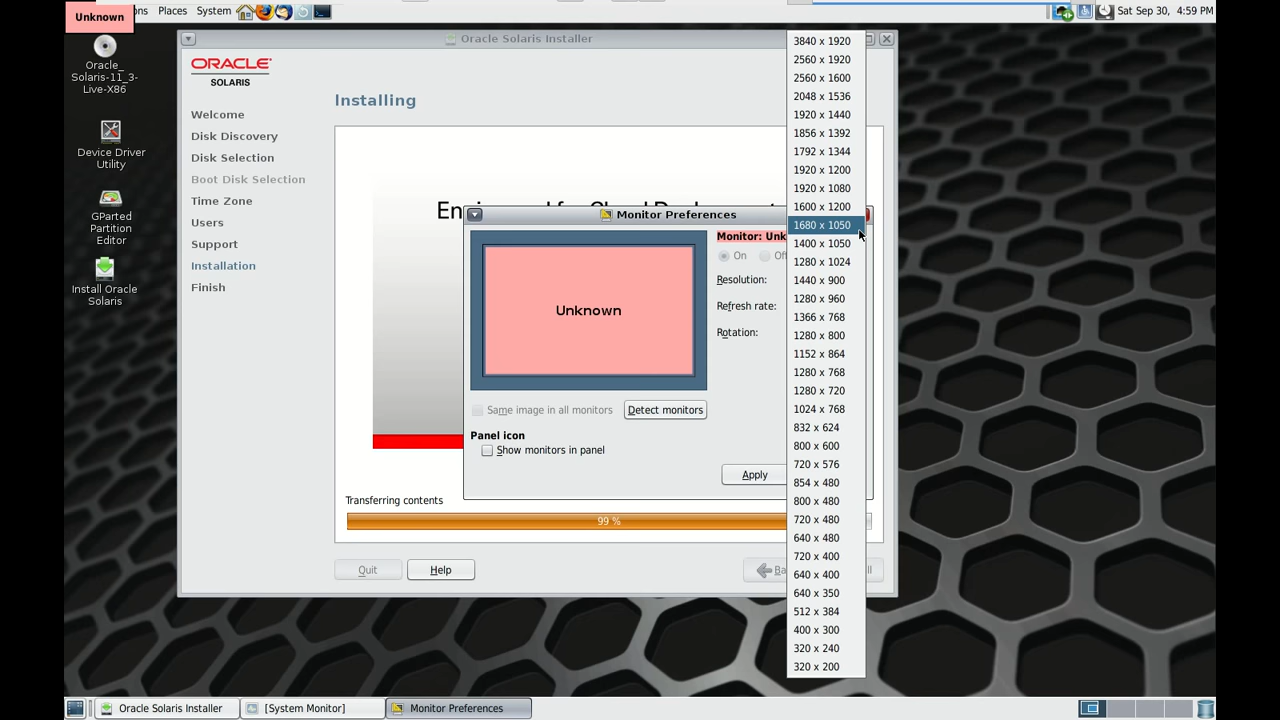 Unknown
ons Places System
Sat Sep 30, 4:59 PM
Oracle_
Solaris-11_3-
Live-X86
Device Driver
Utility
GParted
Partition
Editor
Install Oracle
Solaris
Oracle Solaris Installer
ORACLE
SOLARIS
Welcome
Disk Discovery
Disk Selection
Boot Disk Selection
Time Zone
Users
Support
Installation
Finish
Installing
Transferring contents
99 %
Quit
Help
Monitor Preferences
Unknown
Monitor: Unk
On Off
Resolution:
Refresh rate:
Rotation:
Same image in all monitors
Detect monitors
Panel icon
Show monitors in panel
Apply
3840 x 1920
2560 x 1920
2560 x 1600
2048 x 1536
1920 x 1440
1856 x 1392
1792 x 1344
1920 x 1200
1920 x 1080
1600 x 1200
1680 x 1050
1400 x 1050
1280 x 1024
1440 x 900
1280 x 960
1366 x 768
1280 x 800
1152 x 864
1280 x 768
1280 x 720
1024 x 768
832 x 624
800 x 600
720 x 576
854 x 480
800 x 480
720 x 480
640 x 480
720 x 400
640 x 400
640 x 350
512 x 384
400 x 300
320 x 240
320 x 200
Oracle Solaris Installer
[System Monitor]
Monitor Preferences